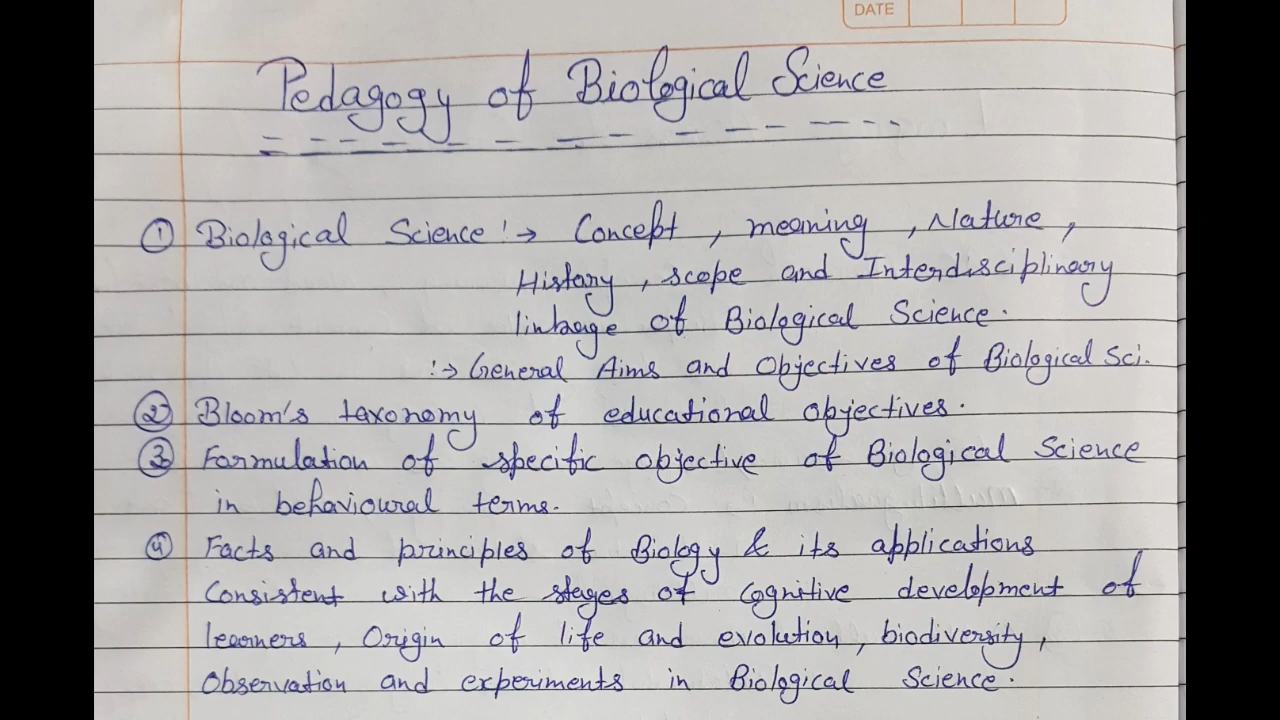 DATE
Pedagogy of Biological Science
① Biological Science :→ Concept, meaning, Nature,
History, scope and Interdisciplinary
linkage of Biological Science.
:→ General Aims and Objectives of Biological Sci.
② Bloom's taxonomy of educational objectives.
③ Formulation of specific objective of Biological Science
in behavioural terms.
④ Facts and principles of Biology & its applications
Consistent with the stages of cognitive development of
learners, Origin of life and evolution, biodiversity,
Observation and experiments in Biological Science.